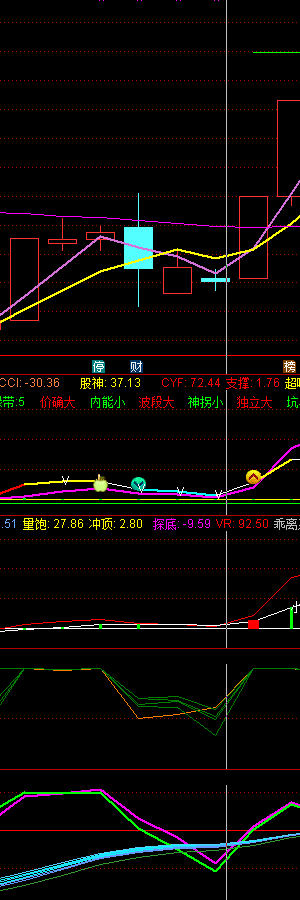 停 财 榜
CCI: -30.36 股神: 37.13 CYF: 72.44 支撑: 1.76 超
带:5 价确大 内能小 波段大 神拐小 独立大 坑
.51 量饱: 27.86 冲顶: 2.80 探底: -9.59 VR: 92.50 乖离